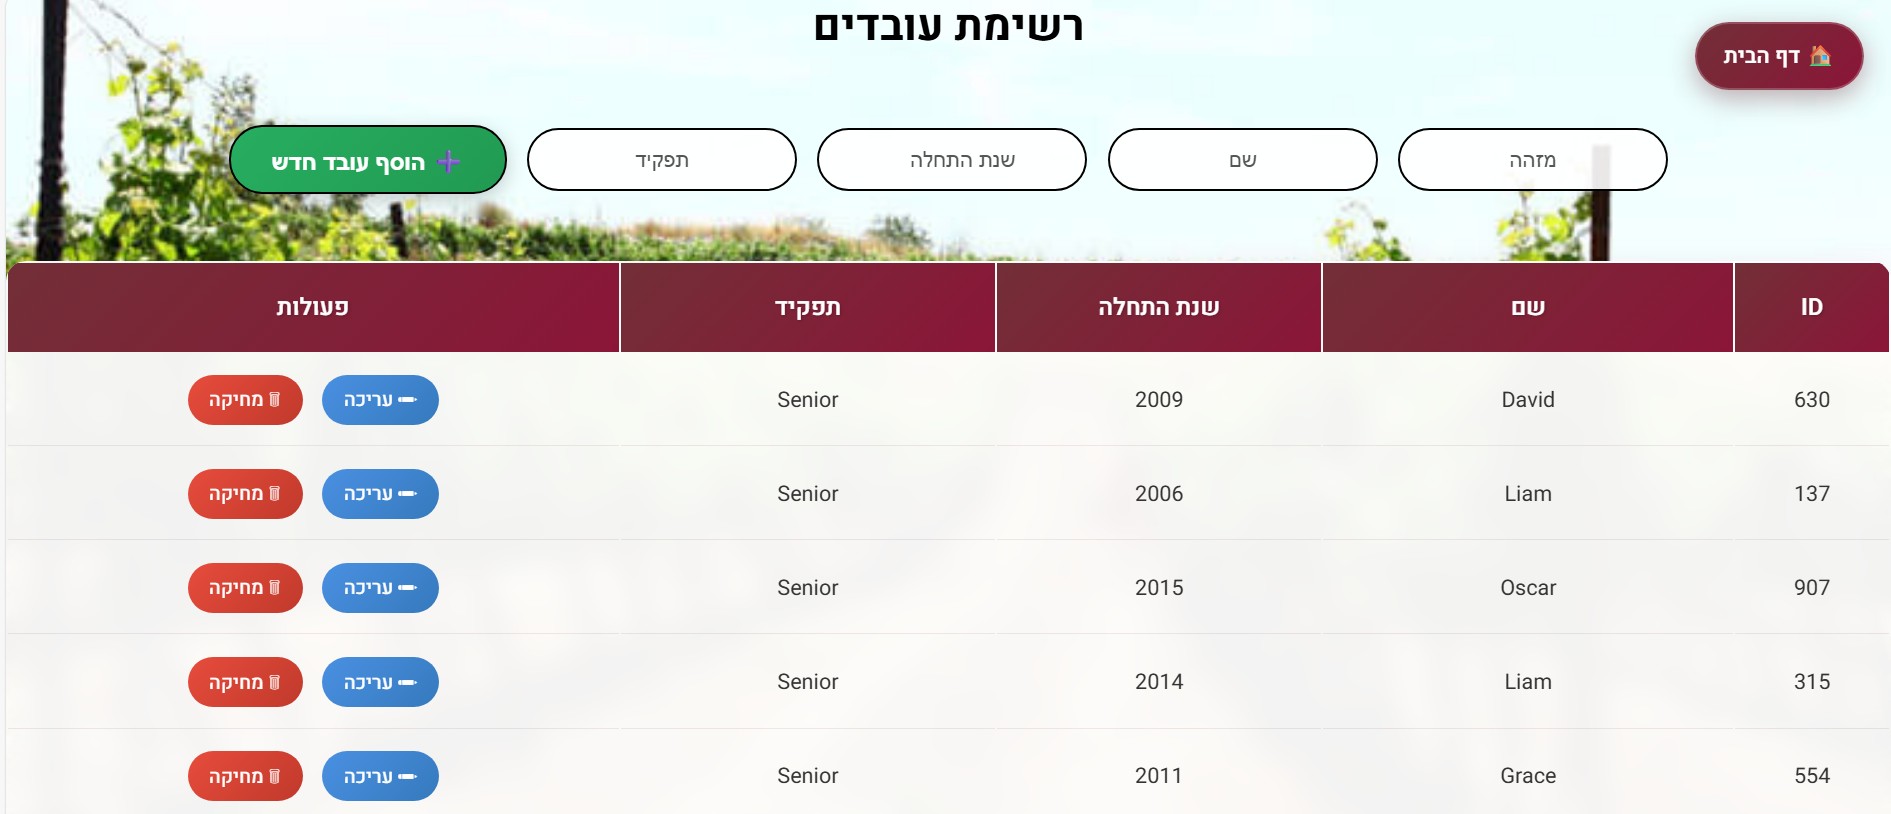 רשימת עובדים
🏠 דף הבית
מזהה שם שנת התחלה תפקיד ➕ הוסף עובד חדש
ID שם שנת התחלה תפקיד פעולות
630 David 2009 Senior עריכה מחיקה
137 Liam 2006 Senior עריכה מחיקה
907 Oscar 2015 Senior עריכה מחיקה
315 Liam 2014 Senior עריכה מחיקה
554 Grace 2011 Senior עריכה מחיקה